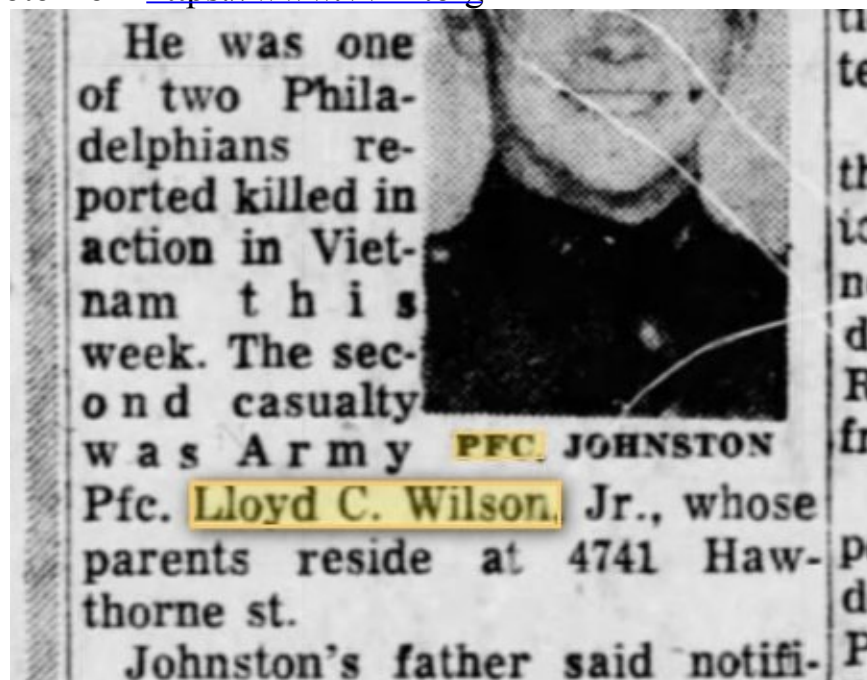 He was one
of two Phila-
delphians re-
ported killed in
action in Viet-
nam this
week. The sec-
ond casualty
was Army
PFC. JOHNSTON
Pfc. Lloyd C. Wilson, Jr., whose
parents reside at 4741 Haw-
thorne st.
Johnston's father said notifi-